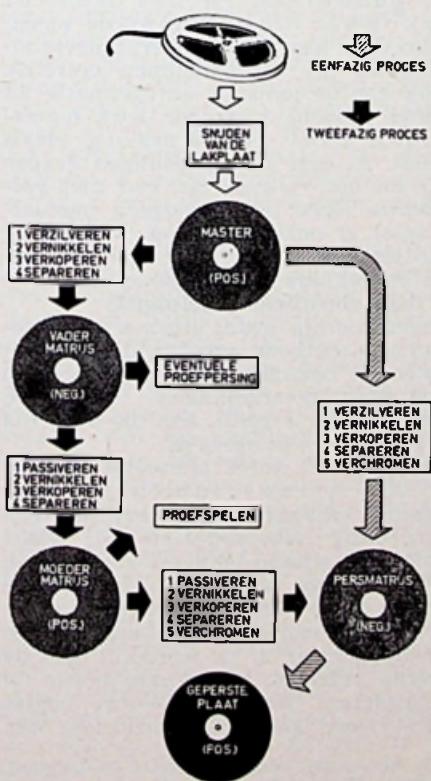 EENFAZIG PROCES
TWEEFAZIG PROCES
SNIJDEN
VAN DE
LAKPLAAT
MASTER
(POS.)
1 VERZILVEREN
2 VERNIKKELEN
3 VERKOPEREN
4 SEPAREREN
VADER
MATRIJS
(NEG.)
EVENTUELE
PROEFPERSING
1 VERZILVEREN
2 VERNIKKELEN
3 VERKOPEREN
4 SEPAREREN
5 VERCHROMEN
1 PASSIVEREN
2 VERNIKKELEN
3 VERKOPEREN
4 SEPAREREN
PROEFSPELEN
MOEDER
MATRIJS
(POS.)
1 PASSIVEREN
2 VERNIKKELEN
3 VERKOPEREN
4 SEPAREREN
5 VERCHROMEN
PERSMATRIJS
(NEG.)
GEPERSTE
PLAAT
(POS.)